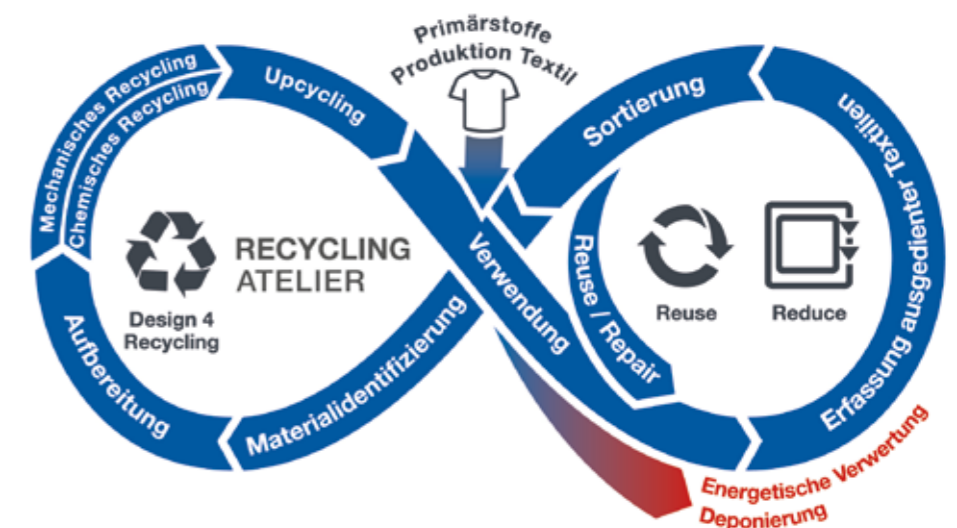 Primärstoffe
Produktion Textil
Mechanisches Recycling
Chemisches Recycling
Upcycling
Sortierung
Erfassung ausgedienter Textilien
RECYCLING
ATELIER
Design 4
Recycling
Verwendung
Reuse / Repair
Reuse
Reduce
Aufbereitung
Materialidentifizierung
Energetische Verwertung
Deponierung